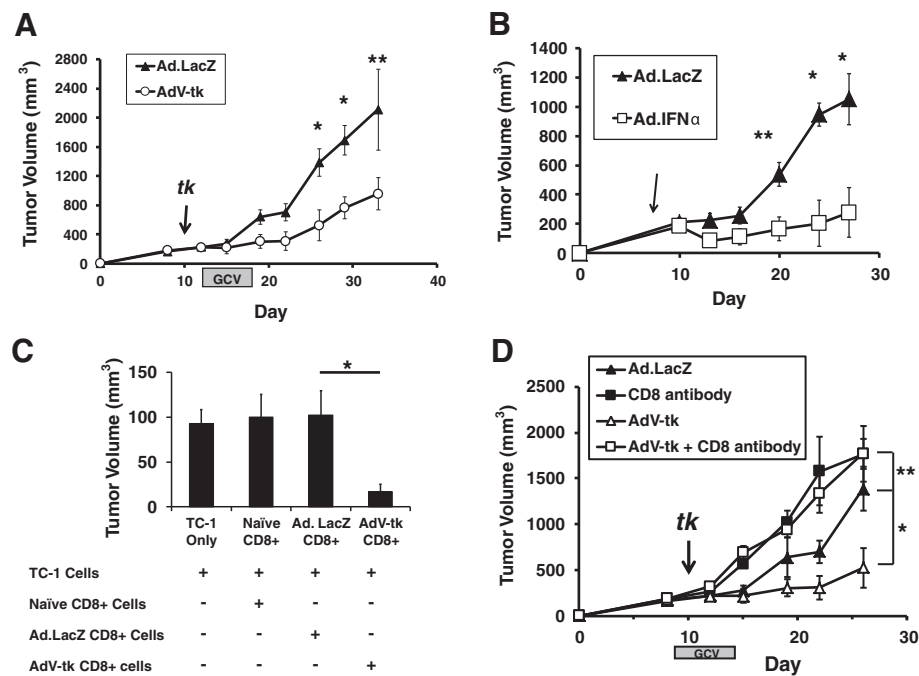 A
Tumor Volume (mm³)
2800
2400
2000
1600
1200
800
400
0
Ad.LacZ
AdV-tk
tk
*
*
**
0 10 20 30 40
GCV
Day
B
Tumor Volume (mm³)
1400
1200
1000
800
600
400
200
0
Ad.LacZ
Ad.IFNα
**
*
*
0 10 20 30
Day
C
Tumor Volume (mm³)
150
100
50
0
*
TC-1 Naïve Ad. LacZ AdV-tk
Only CD8+ CD8+ CD8+
TC-1 Cells + + + +
Naïve CD8+ Cells - + - -
Ad.LacZ CD8+ Cells - - + -
AdV-tk CD8+ cells - - - +
D
Tumor Volume (mm³)
2500
2000
1500
1000
500
0
Ad.LacZ
CD8 antibody
AdV-tk
AdV-tk + CD8 antibody
tk
**
*
0 10 20 30
GCV
Day